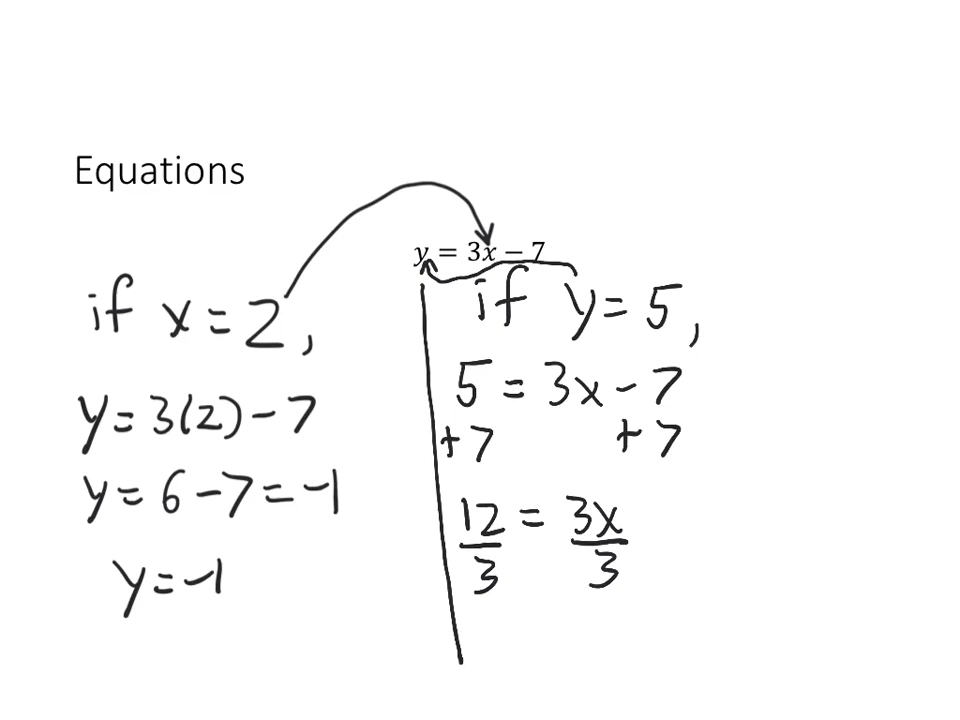 Equations
y = 3x − 7
if x = 2,
y = 3(2) − 7
y = 6 − 7 = −1
y = −1
if y = 5,
5 = 3x − 7
+7 +7
12 = 3x
3 3